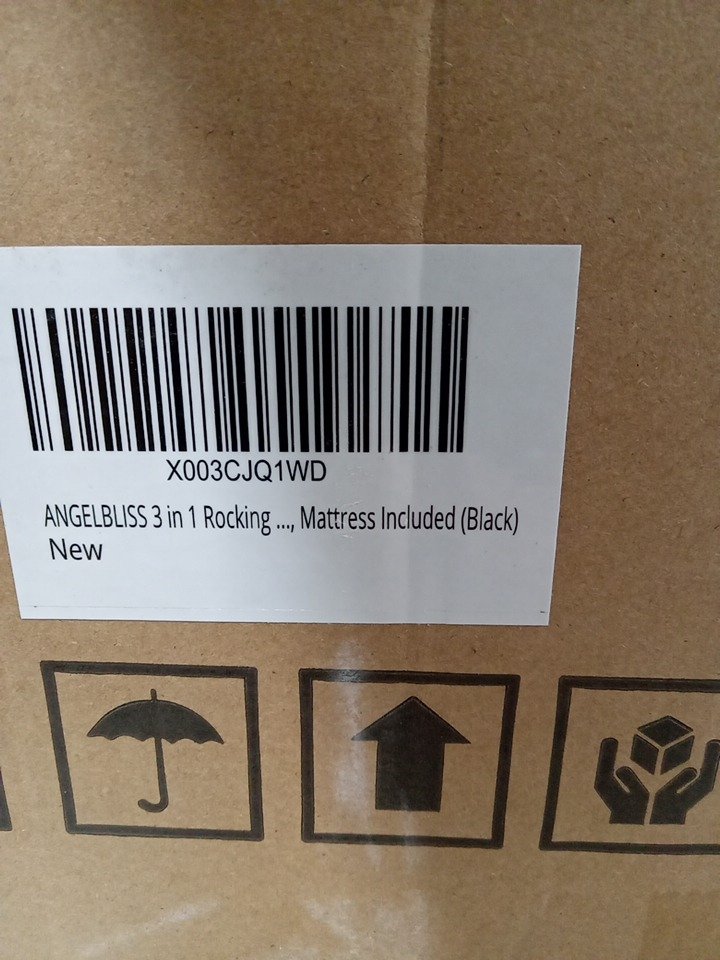 X003CJQ1WD
ANGELBLISS 3 in 1 Rocking ..., Mattress Included (Black)
New